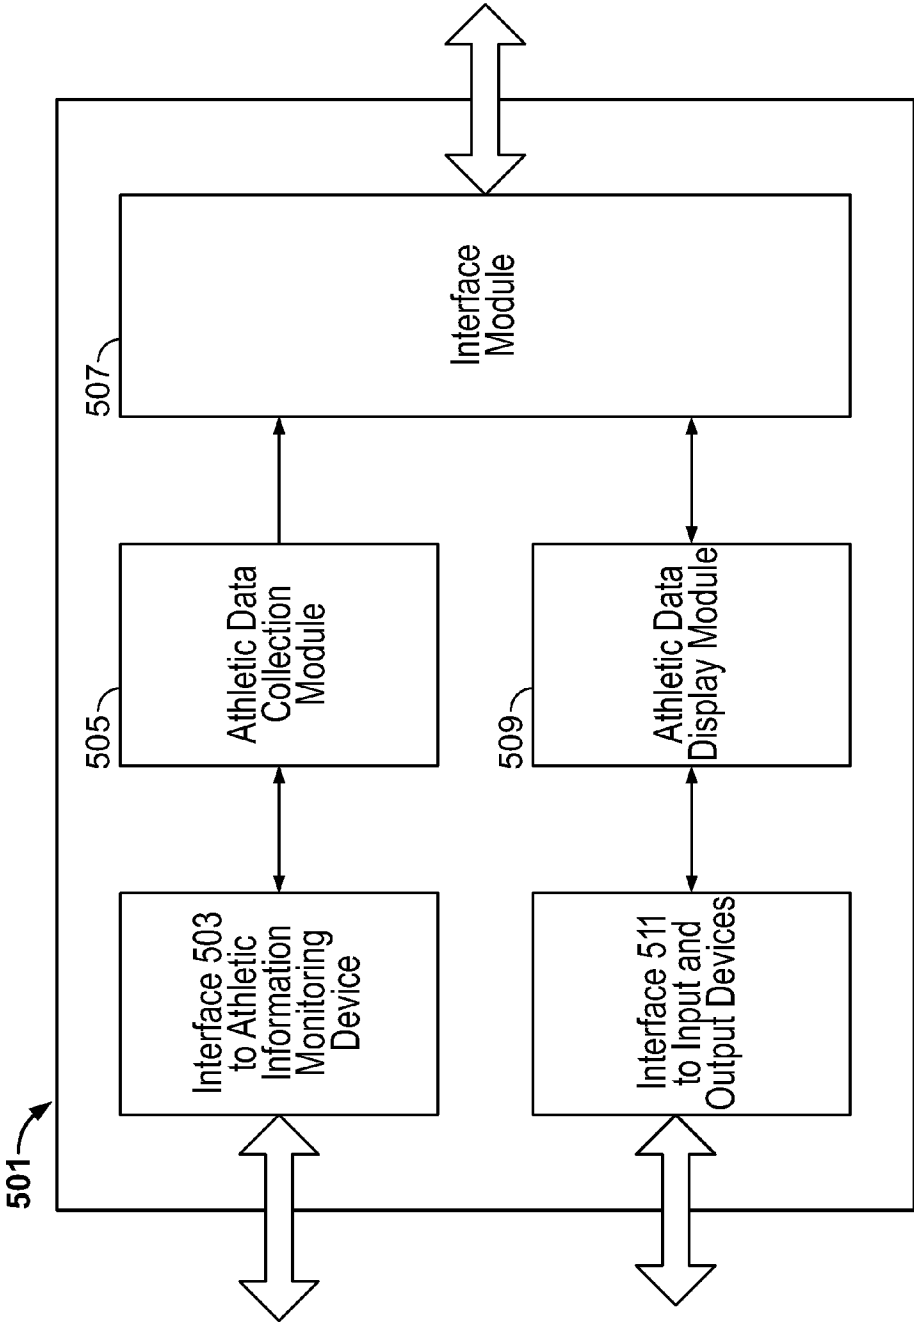 501
Interface 503
to Athletic
Information
Monitoring
Device
505
Athletic Data
Collection
Module
507
Interface
Module
Interface 511
to Input and
Output Devices
509
Athletic Data
Display Module